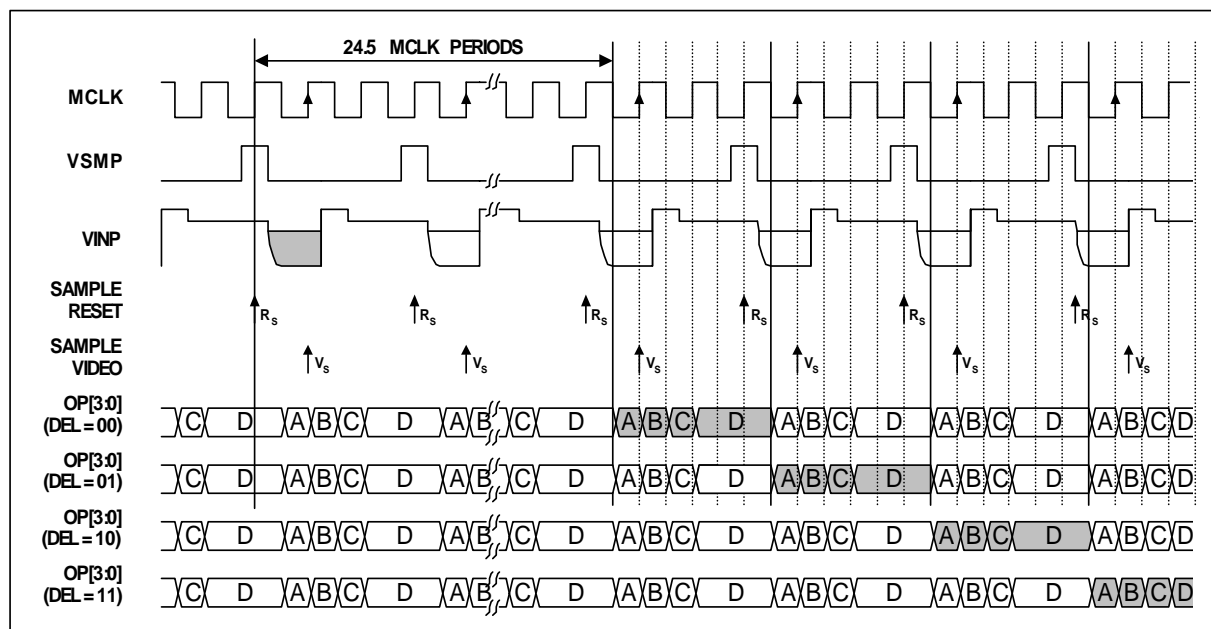 24.5 MCLK PERIODS
MCLK
VSMP
VINP
SAMPLE
RESET
RS RS RS RS RS RS
SAMPLE
VIDEO
VS VS VS VS VS VS
OP[3:0]
(DEL = 00)
C D A B C D A B C D A B C D A B C D A B C D A B C D
OP[3:0]
(DEL = 01)
C D A B C D A B C D A B C D A B C D A B C D A B C D
OP[3:0]
(DEL = 10)
C D A B C D A B C D A B C D A B C D A B C D A B C D
OP[3:0]
(DEL = 11)
C D A B C D A B C D A B C D A B C D A B C D A B C D